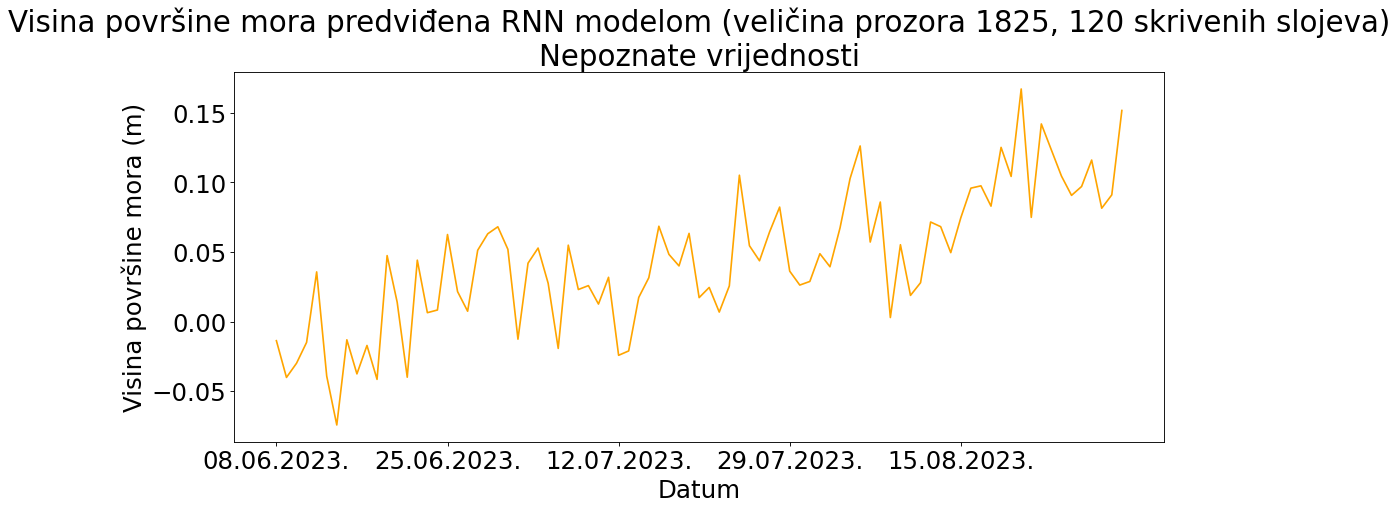 Visina površine mora predviđena RNN modelom (veličina prozora 1825, 120 skrivenih slojeva)
Nepoznate vrijednosti
Visina površine mora (m)
0.15
0.10
0.05
0.00
−0.05
08.06.2023. 25.06.2023. 12.07.2023. 29.07.2023. 15.08.2023.
Datum